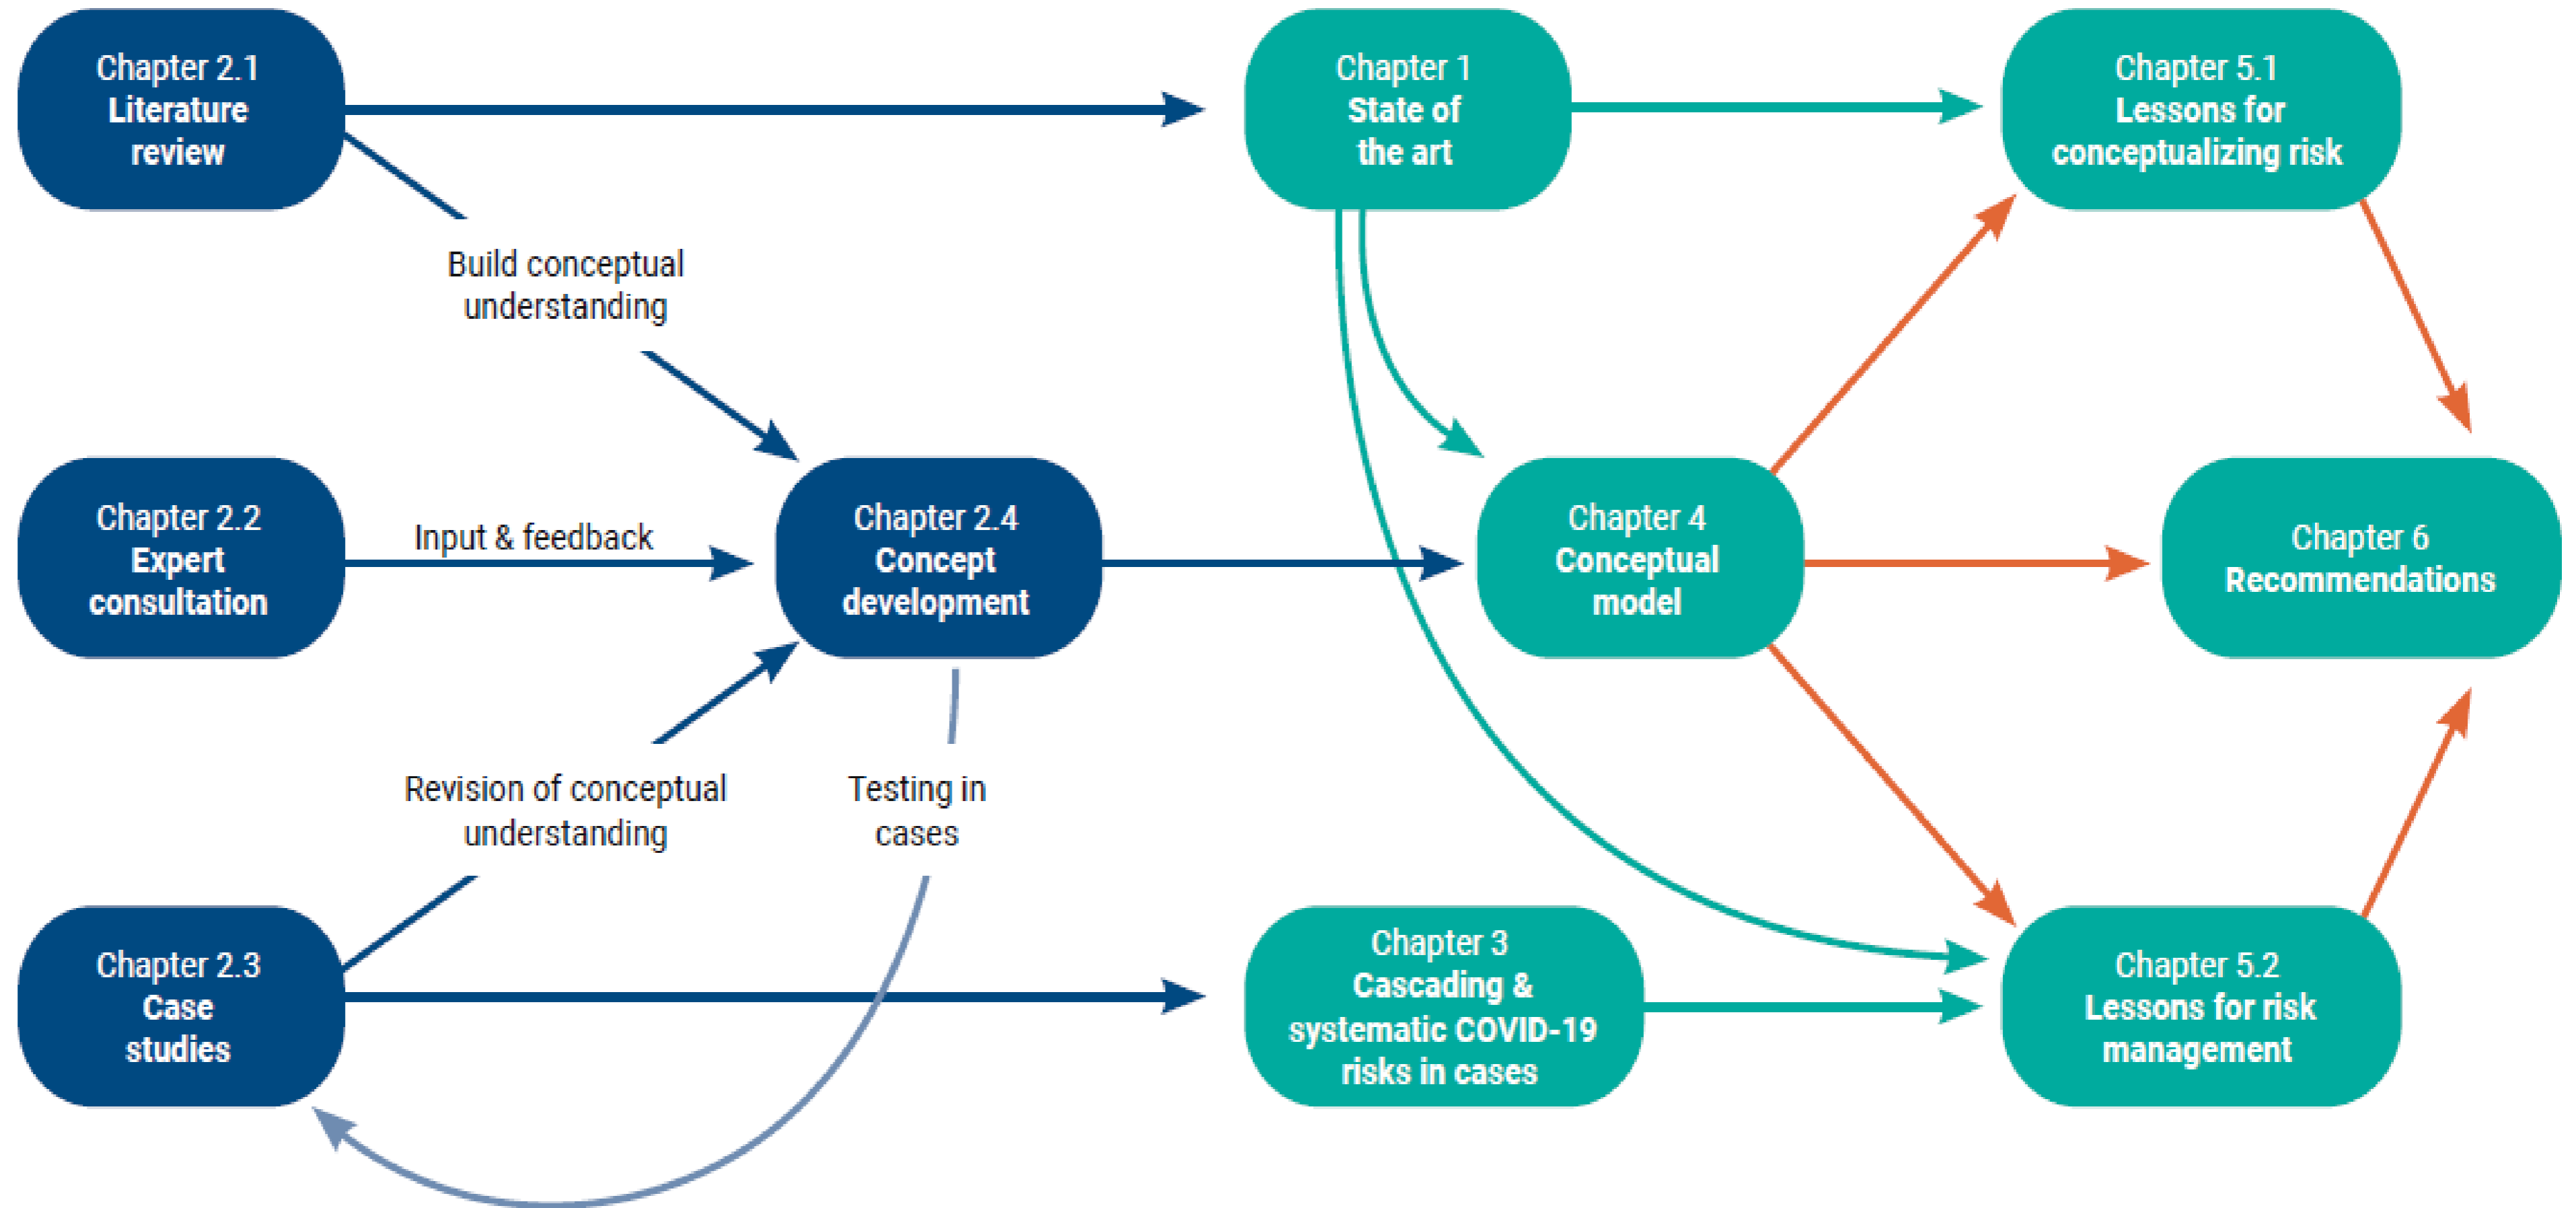 Chapter 2.1
Literature
review
Chapter 1
State of
the art
Chapter 5.1
Lessons for
conceptualizing risk
Build conceptual
understanding
Chapter 2.2
Expert
consultation
Input & feedback
Chapter 2.4
Concept
development
Chapter 4
Conceptual
model
Chapter 6
Recommendations
Revision of conceptual
understanding
Testing in
cases
Chapter 2.3
Case
studies
Chapter 3
Cascading &
systematic COVID-19
risks in cases
Chapter 5.2
Lessons for risk
management